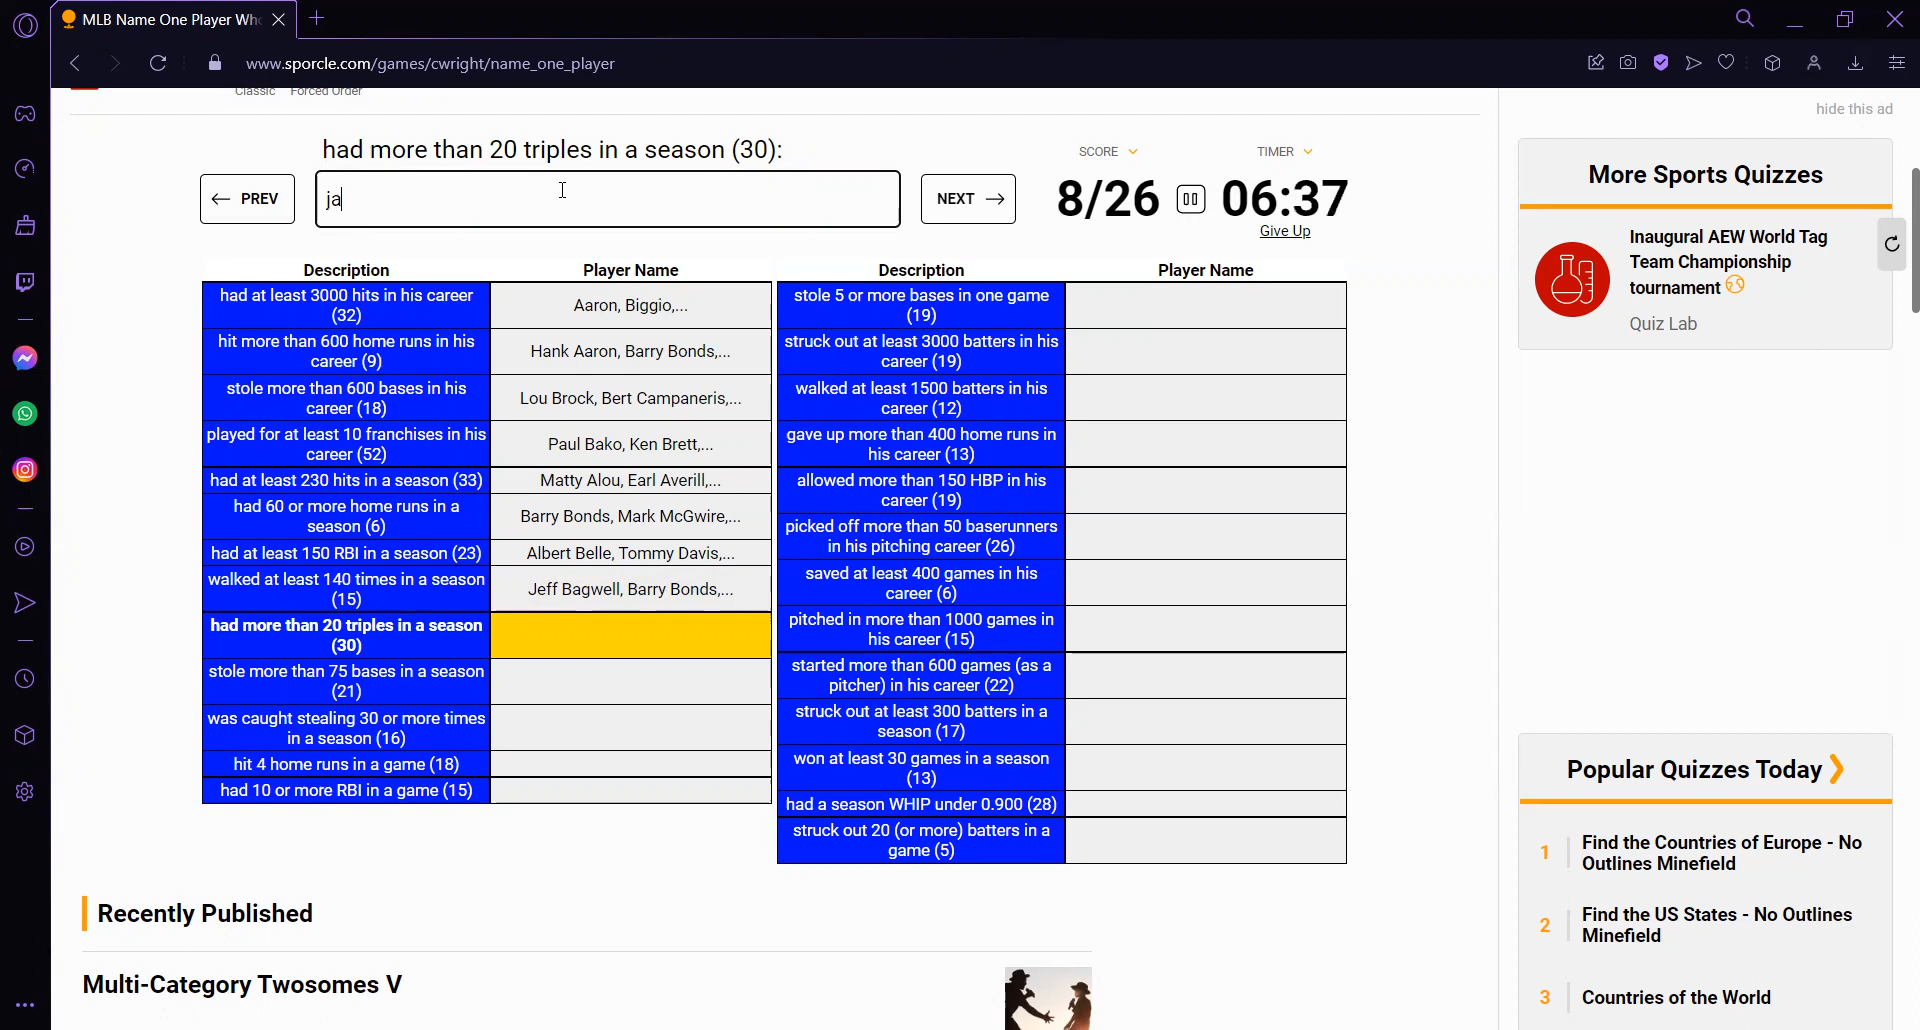 MLB Name One Player Wh
www.sporcle.com/games/cwright/name_one_player
Classic Forced Order
hide this ad
had more than 20 triples in a season (30):
PREV
ja
NEXT
SCORE
8/26
TIMER
06:37
Give Up
Description Player Name
had at least 3000 hits in his career (32)
Aaron, Biggio,...
hit more than 600 home runs in his career (9)
Hank Aaron, Barry Bonds,...
stole more than 600 bases in his career (18)
Lou Brock, Bert Campaneris,...
played for at least 10 franchises in his career (52)
Paul Bako, Ken Brett,...
had at least 230 hits in a season (33)
Matty Alou, Earl Averill,...
had 60 or more home runs in a season (6)
Barry Bonds, Mark McGwire,...
had at least 150 RBI in a season (23)
Albert Belle, Tommy Davis,...
walked at least 140 times in a season (15)
Jeff Bagwell, Barry Bonds,...
had more than 20 triples in a season (30)
stole more than 75 bases in a season (21)
was caught stealing 30 or more times in a season (16)
hit 4 home runs in a game (18)
had 10 or more RBI in a game (15)
Description Player Name
stole 5 or more bases in one game (19)
struck out at least 3000 batters in his career (19)
walked at least 1500 batters in his career (12)
gave up more than 400 home runs in his career (13)
allowed more than 150 HBP in his career (19)
picked off more than 50 baserunners in his pitching career (26)
saved at least 400 games in his career (6)
pitched in more than 1000 games in his career (15)
started more than 600 games (as a pitcher) in his career (22)
struck out at least 300 batters in a season (17)
won at least 30 games in a season (13)
had a season WHIP under 0.900 (28)
struck out 20 (or more) batters in a game (5)
More Sports Quizzes
Inaugural AEW World Tag
Team Championship
tournament
Quiz Lab
Popular Quizzes Today
1 Find the Countries of Europe - No
Outlines Minefield
2 Find the US States - No Outlines
Minefield
3 Countries of the World
Recently Published
Multi-Category Twosomes V